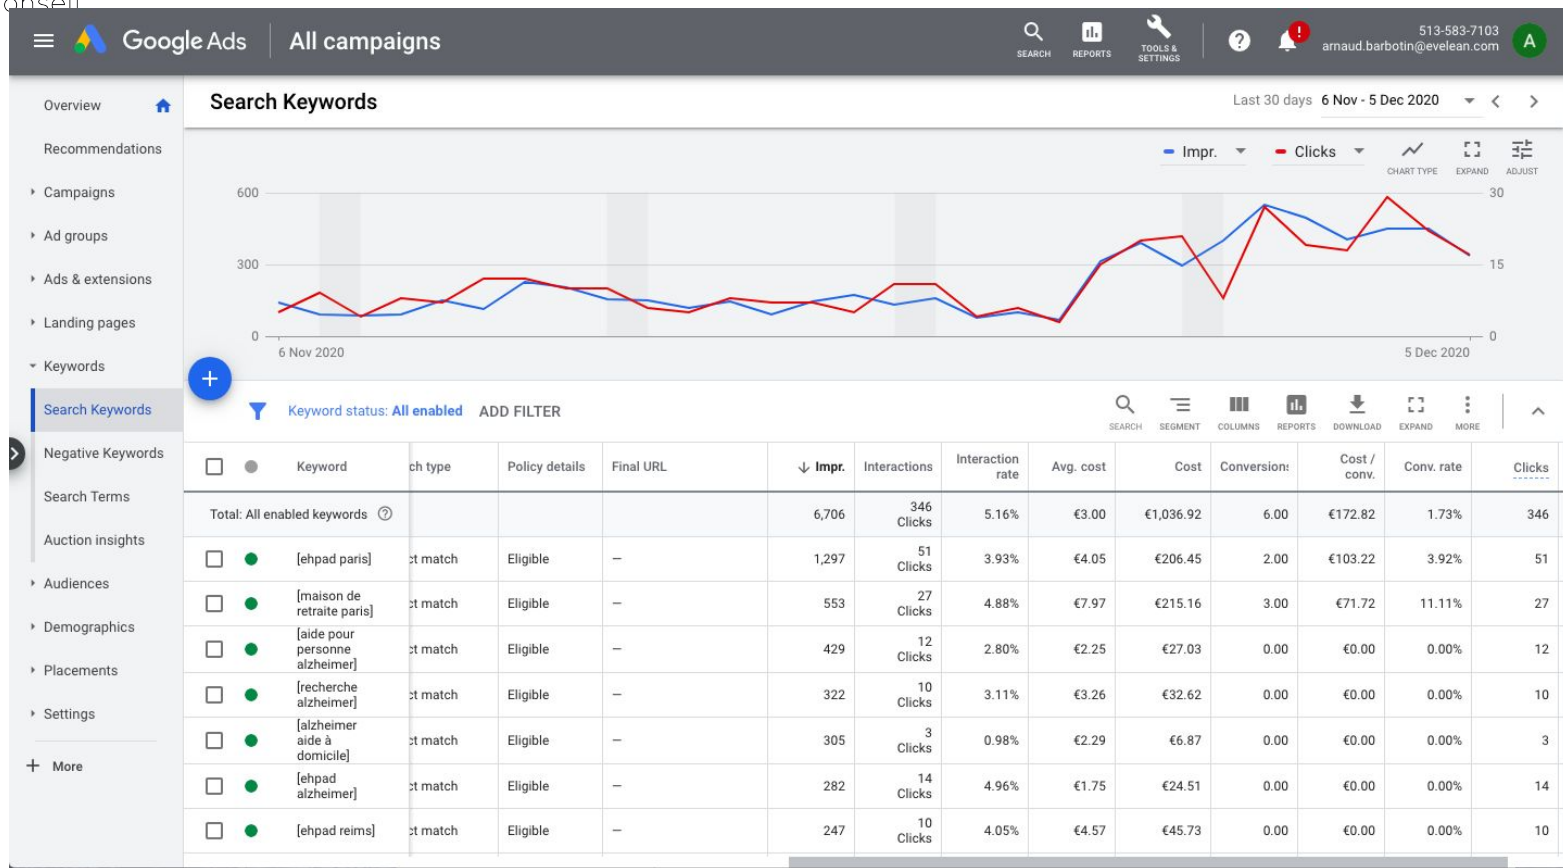 onseil
Google Ads All campaigns
SEARCH REPORTS TOOLS & SETTINGS ? ! 513-583-7103 arnaud.barbotin@evelean.com A
Overview
Recommendations
Campaigns
Ad groups
Ads & extensions
Landing pages
Keywords
Search Keywords
Negative Keywords
Search Terms
Auction insights
Audiences
Demographics
Placements
Settings
+ More
Search Keywords Last 30 days 6 Nov - 5 Dec 2020
Impr. Clicks CHART TYPE EXPAND ADJUST
600 30
300 15
0 0
6 Nov 2020 5 Dec 2020
+
Keyword status: All enabled ADD FILTER SEARCH SEGMENT COLUMNS REPORTS DOWNLOAD EXPAND MORE
Keyword ch type Policy details Final URL Impr. Interactions Interaction rate Avg. cost Cost Conversions Cost / conv. Conv. rate Clicks
Total: All enabled keywords ? 6,706 346 Clicks 5.16% €3.00 €1,036.92 6.00 €172.82 1.73% 346
[ehpad paris] ct match Eligible — 1,297 51 Clicks 3.93% €4.05 €206.45 2.00 €103.22 3.92% 51
[maison de retraite paris] ct match Eligible — 553 27 Clicks 4.88% €7.97 €215.16 3.00 €71.72 11.11% 27
[aide pour personne alzheimer] ct match Eligible — 429 12 Clicks 2.80% €2.25 €27.03 0.00 €0.00 0.00% 12
[recherche alzheimer] ct match Eligible — 322 10 Clicks 3.11% €3.26 €32.62 0.00 €0.00 0.00% 10
[alzheimer aide à domicile] ct match Eligible — 305 3 Clicks 0.98% €2.29 €6.87 0.00 €0.00 0.00% 3
[ehpad alzheimer] ct match Eligible — 282 14 Clicks 4.96% €1.75 €24.51 0.00 €0.00 0.00% 14
[ehpad reims] ct match Eligible — 247 10 Clicks 4.05% €4.57 €45.73 0.00 €0.00 0.00% 10